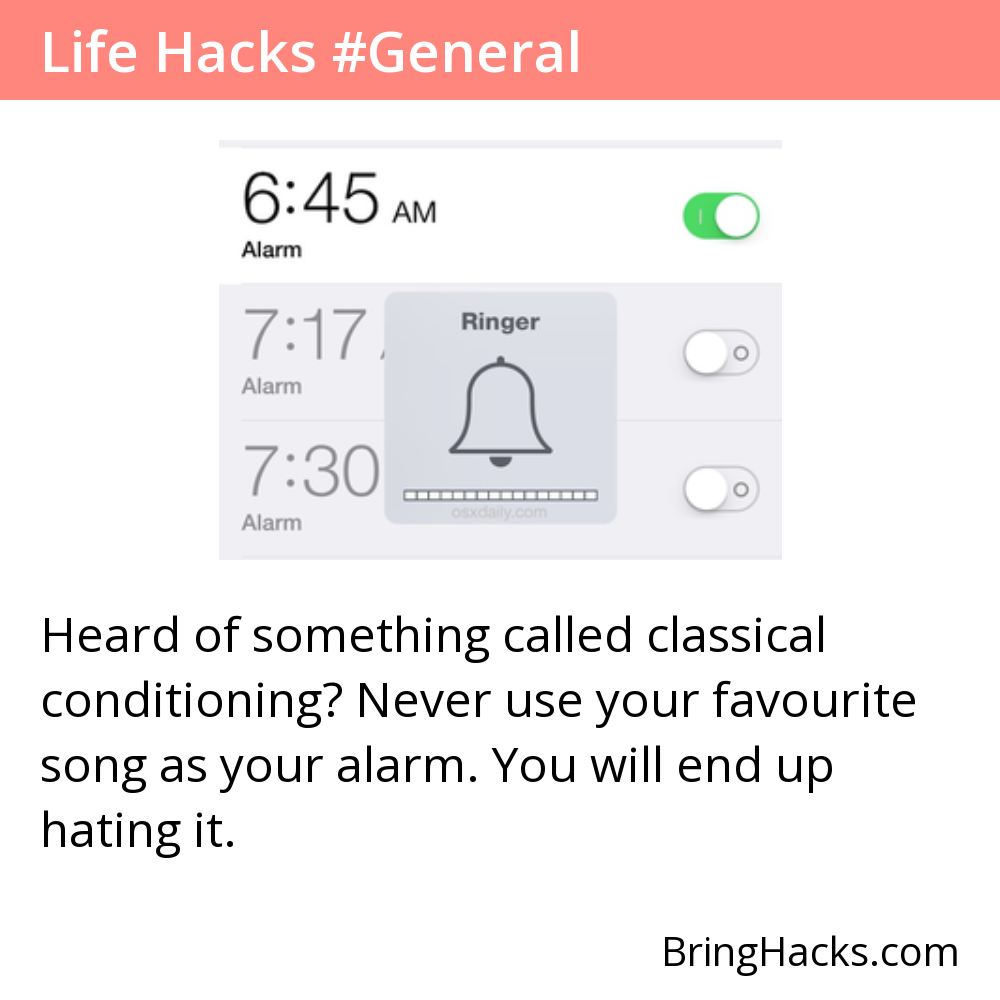 Life Hacks #General
6:45 AM
Alarm
7:17
Alarm
Ringer
7:30
Alarm
osxdaily.com
Heard of something called classical
conditioning? Never use your favourite
song as your alarm. You will end up
hating it.
BringHacks.com